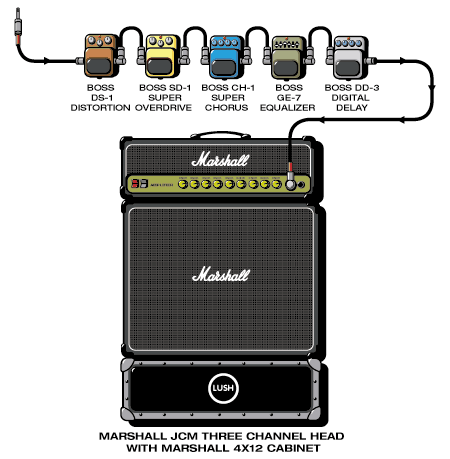 BOSS
DS-1
DISTORTION
BOSS SD-1
SUPER
OVERDRIVE
BOSS CH-1
SUPER
CHORUS
BOSS
GE-7
EQUALIZER
BOSS DD-3
DIGITAL
DELAY
Marshall
Marshall
LUSH
MARSHALL JCM THREE CHANNEL HEAD
WITH MARSHALL 4X12 CABINET